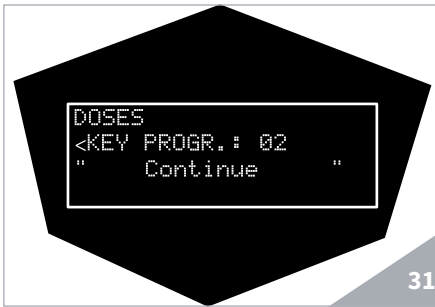 DOSES
<KEY PROGR.: 02
"     Continue      "
31